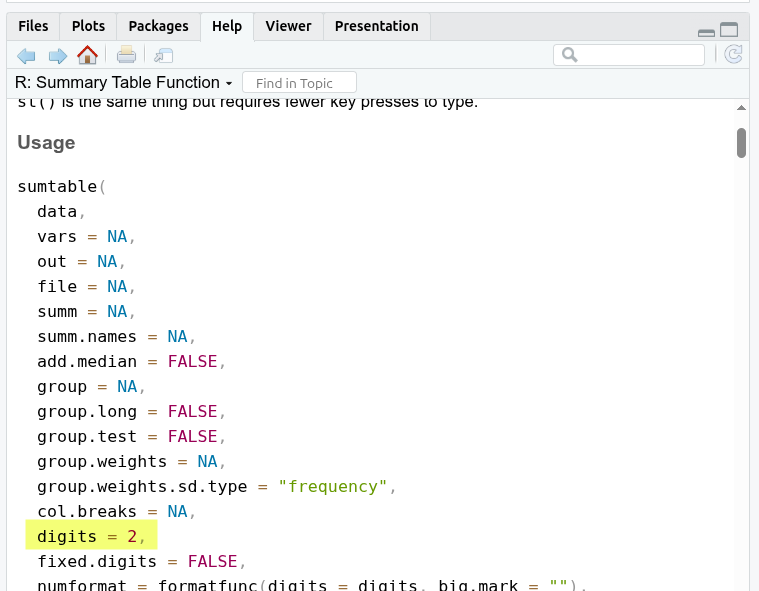 Files Plots Packages Help Viewer Presentation
R: Summary Table Function Find in Topic
st() is the same thing but requires fewer key presses to type.
Usage
sumtable(
data,
vars = NA,
out = NA,
file = NA,
summ = NA,
summ.names = NA,
add.median = FALSE,
group = NA,
group.long = FALSE,
group.test = FALSE,
group.weights = NA,
group.weights.sd.type = "frequency",
col.breaks = NA,
digits = 2,
fixed.digits = FALSE,
numformat = formatfunc(digits = digits, big.mark = ""),